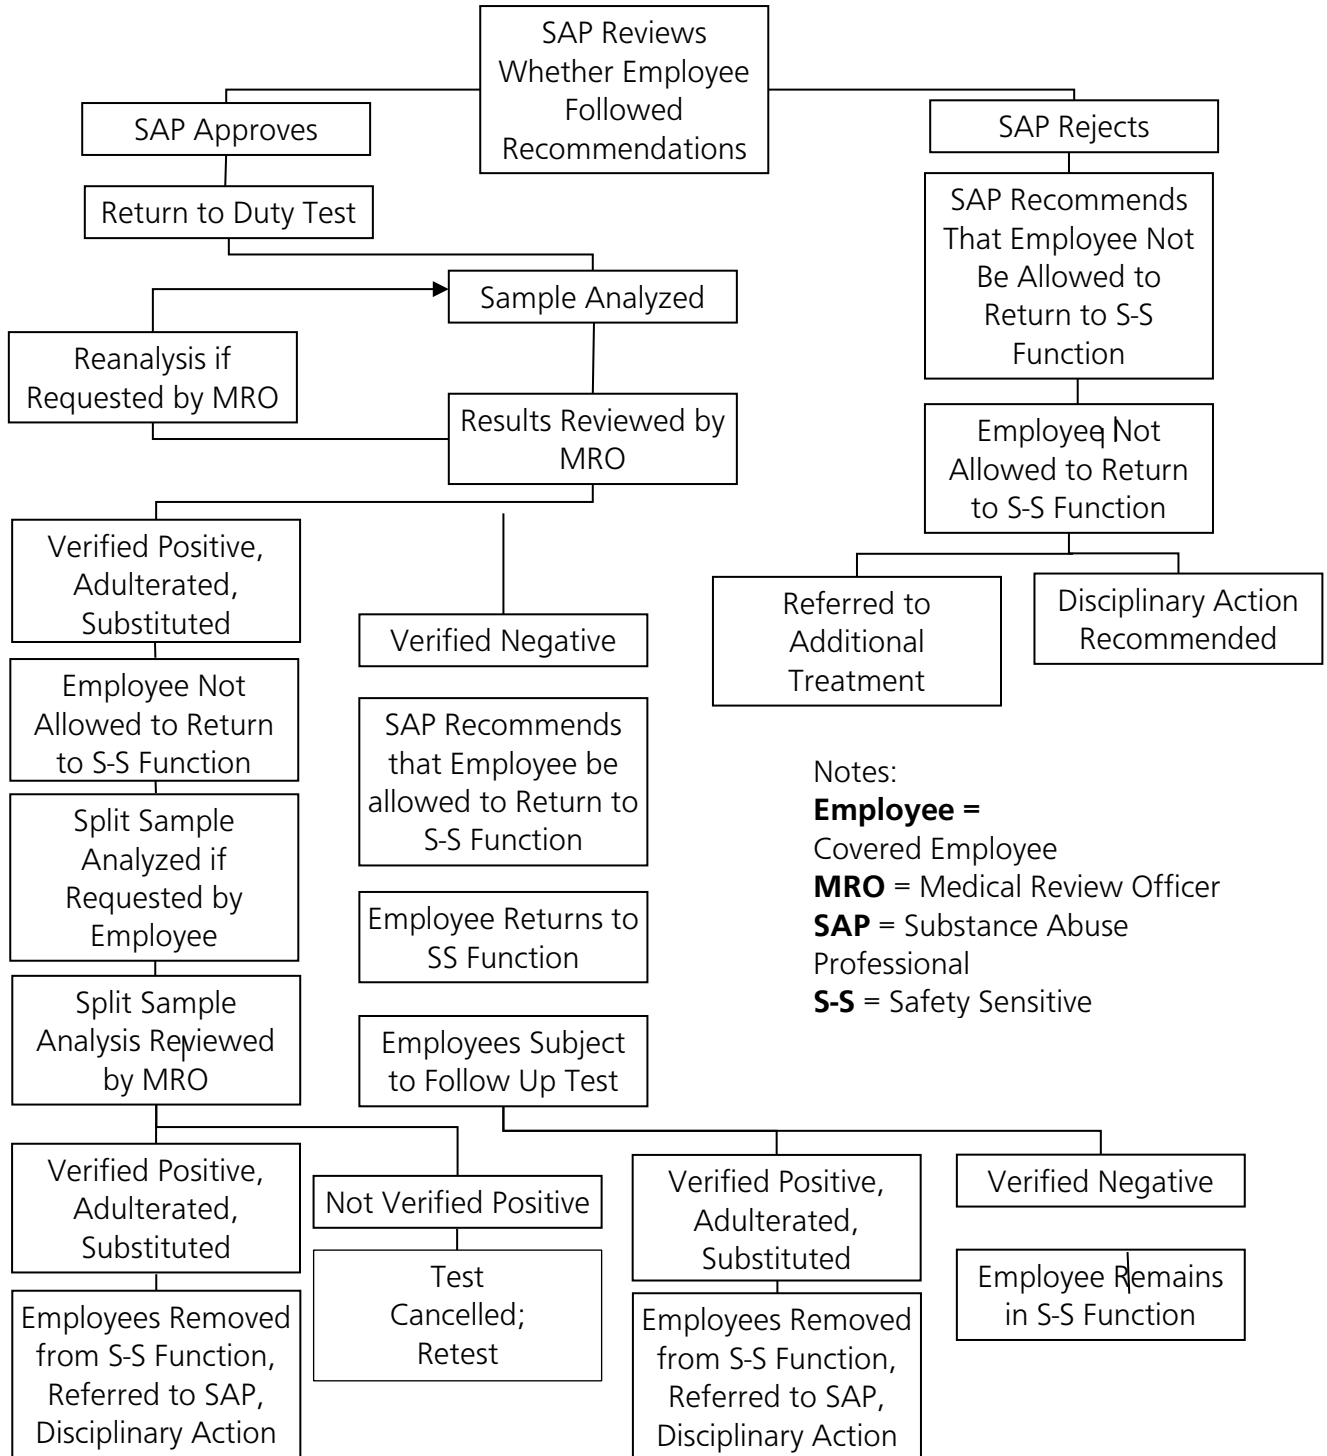 SAP Reviews
Whether Employee
Followed
Recommendations
SAP Approves
SAP Rejects
Return to Duty Test
SAP Recommends
That Employee Not
Be Allowed to
Return to S-S
Function
Sample Analyzed
Reanalysis if
Requested by MRO
Results Reviewed by
MRO
Employee Not
Allowed to Return
to S-S Function
Verified Positive,
Adulterated,
Substituted
Verified Negative
Referred to
Additional
Treatment
Disciplinary Action
Recommended
Employee Not
Allowed to Return
to S-S Function
SAP Recommends
that Employee be
allowed to Return to
S-S Function
Split Sample
Analyzed if
Requested by
Employee
Employee Returns to
SS Function
Notes:
Employee =
Covered Employee
MRO = Medical Review Officer
SAP = Substance Abuse
Professional
S-S = Safety Sensitive
Split Sample
Analysis Reviewed
by MRO
Employees Subject
to Follow Up Test
Verified Positive,
Adulterated,
Substituted
Not Verified Positive
Verified Positive,
Adulterated,
Substituted
Verified Negative
Employees Removed
from S-S Function,
Referred to SAP,
Disciplinary Action
Test
Cancelled;
Retest
Employees Removed
from S-S Function,
Referred to SAP,
Disciplinary Action
Employee Remains
in S-S Function